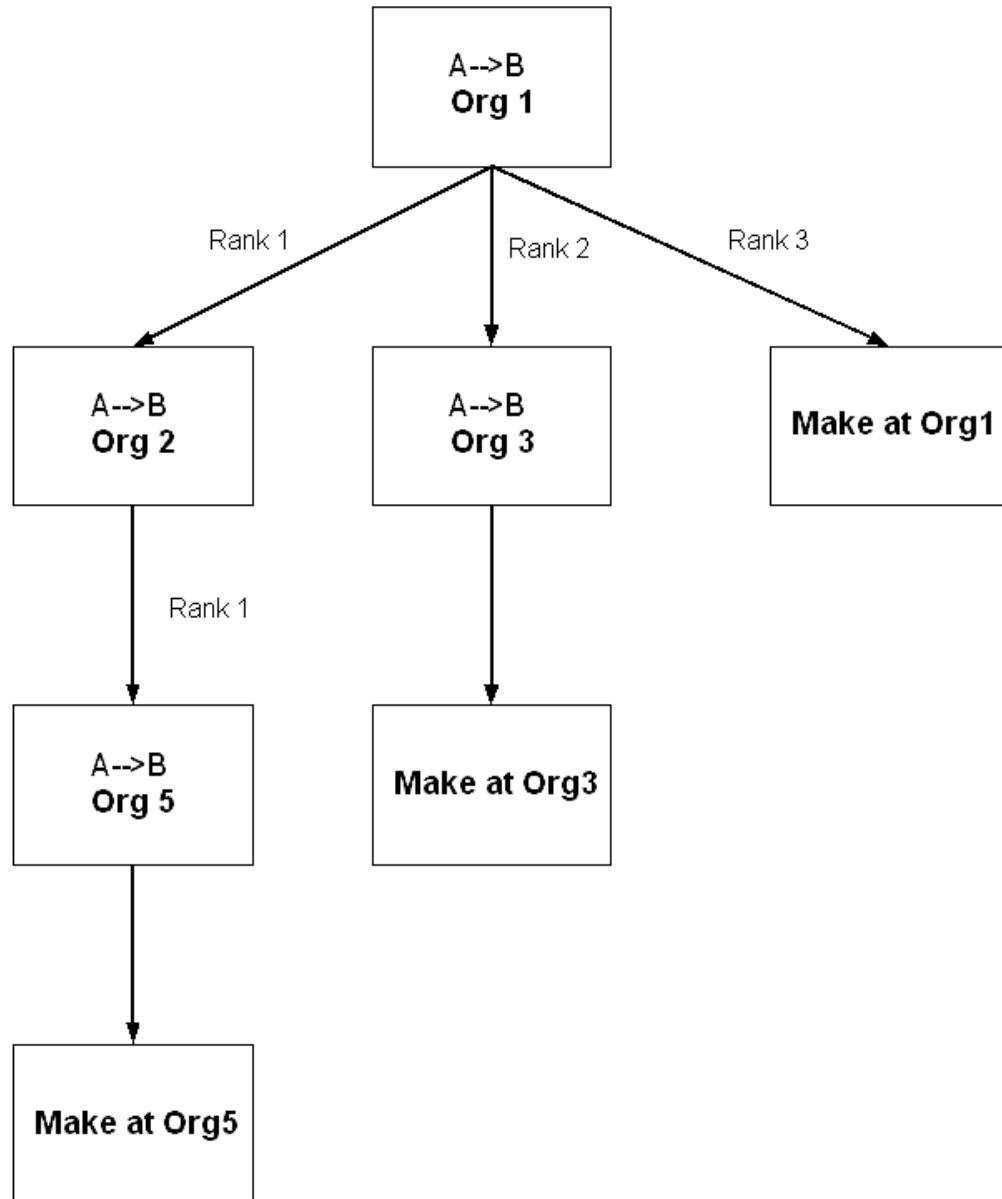 A-->B
Org 1
Rank 1
Rank 2
Rank 3
A-->B
Org 2
A-->B
Org 3
Make at Org1
Rank 1
A-->B
Org 5
Make at Org3
Make at Org5